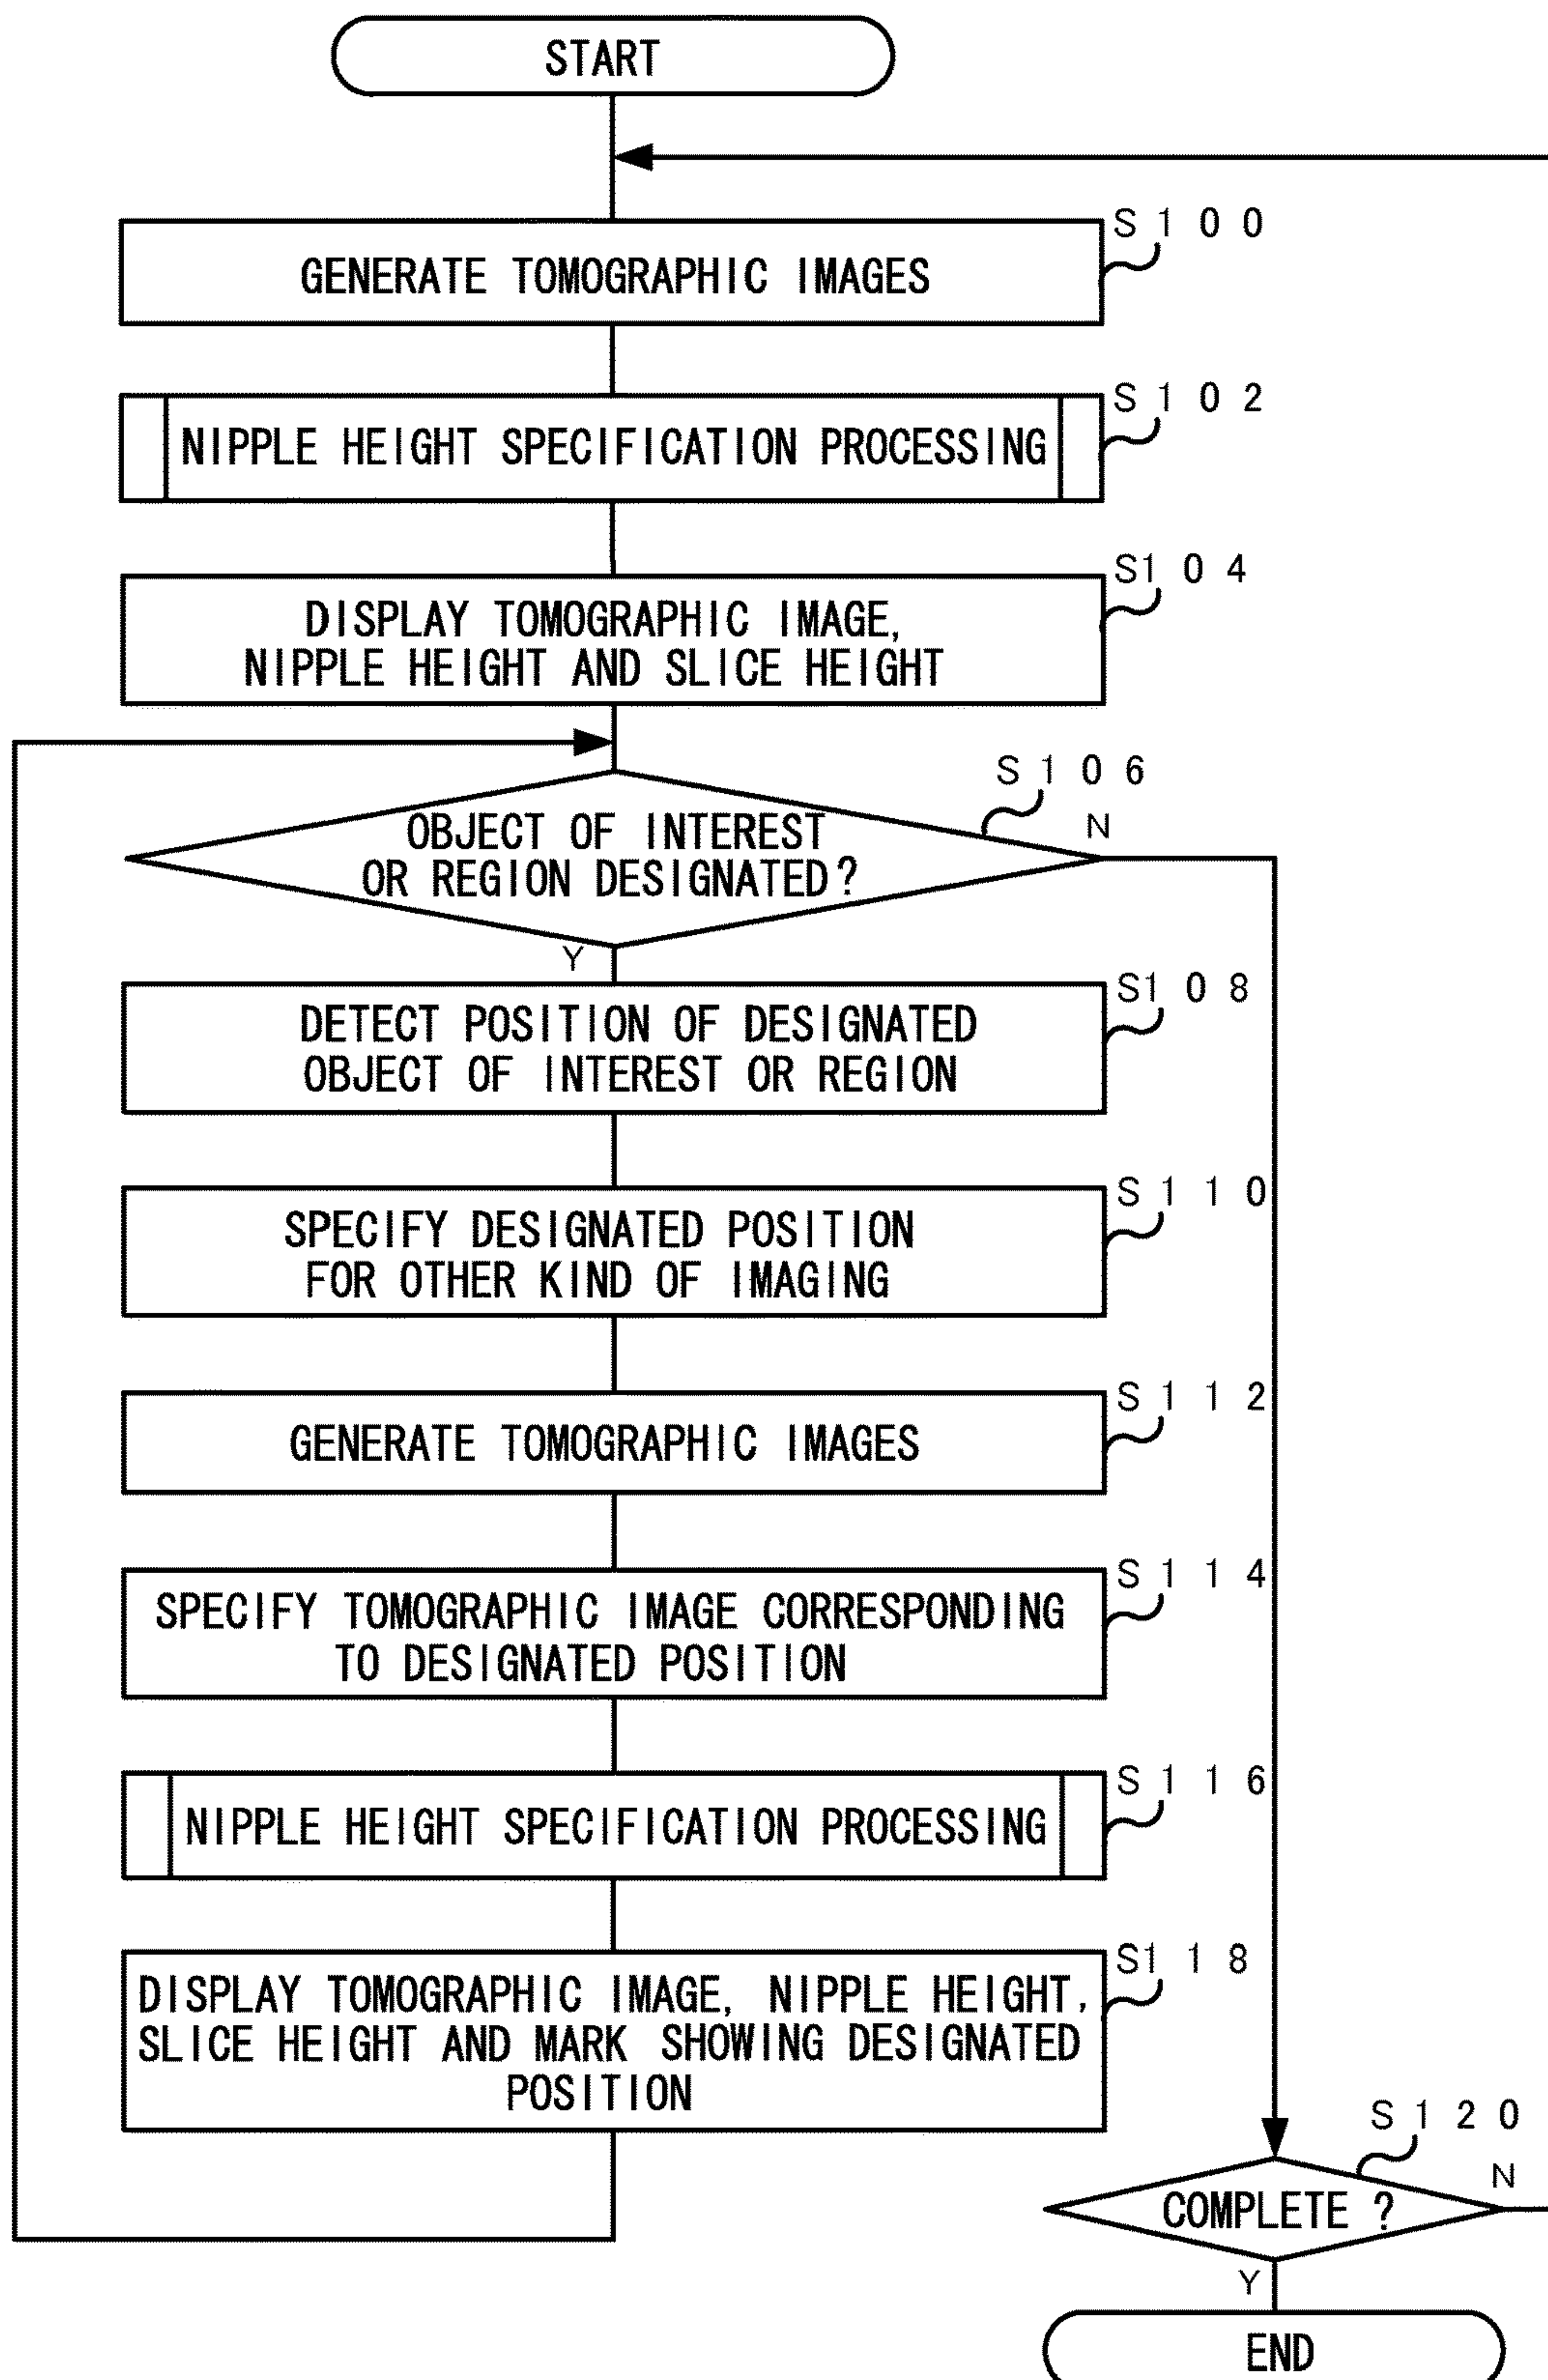 START
S100
GENERATE TOMOGRAPHIC IMAGES
S102
NIPPLE HEIGHT SPECIFICATION PROCESSING
S104
DISPLAY TOMOGRAPHIC IMAGE,
NIPPLE HEIGHT AND SLICE HEIGHT
S106
N
OBJECT OF INTEREST
OR REGION DESIGNATED?
Y
S108
DETECT POSITION OF DESIGNATED
OBJECT OF INTEREST OR REGION
S110
SPECIFY DESIGNATED POSITION
FOR OTHER KIND OF IMAGING
S112
GENERATE TOMOGRAPHIC IMAGES
S114
SPECIFY TOMOGRAPHIC IMAGE CORRESPONDING
TO DESIGNATED POSITION
S116
NIPPLE HEIGHT SPECIFICATION PROCESSING
S118
DISPLAY TOMOGRAPHIC IMAGE, NIPPLE HEIGHT,
SLICE HEIGHT AND MARK SHOWING DESIGNATED
POSITION
S120
N
COMPLETE ?
Y
END